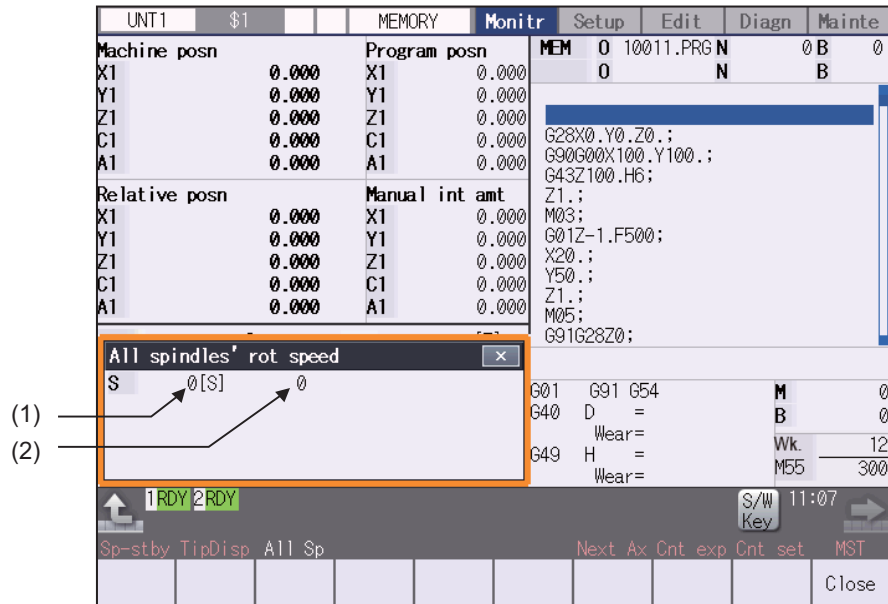 UNT1 $1 MEMORY Monitr Setup Edit Diagn Mainte
Machine posn
X1 0.000
Y1 0.000
Z1 0.000
C1 0.000
A1 0.000
Program posn
X1 0.000
Y1 0.000
Z1 0.000
C1 0.000
A1 0.000
Relative posn
X1 0.000
Y1 0.000
Z1 0.000
C1 0.000
A1 0.000
Manual int amt
X1 0.000
Y1 0.000
Z1 0.000
C1 0.000
A1 0.000
MEM O 10011.PRG N 0 B 0
O N B
G28X0.Y0.Z0.;
G90G00X100.Y100.;
G43Z100.H6;
Z1.;
M03;
G01Z-1.F500;
X20.;
Y50.;
Z1.;
M05;
G91G28Z0;
All spindles' rot speed ×
S 0[S] 0
(1)
(2)
G01 G91 G54
G40 D =
Wear=
G49 H =
Wear=
M 0
B 0
Wk. 12
M55 300
1 RDY 2 RDY
S/W Key 11:07
Sp-stby TipDisp All Sp Next Ax Cnt exp Cnt set MST
Close